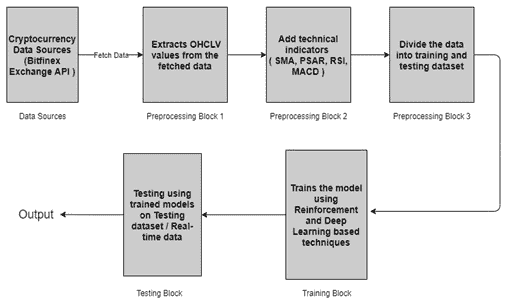 Cryptocurrency
Data Sources
(Bitfinex
Exchange API )
Fetch Data
Extracts OHCLV
values from the
fetched data
Add technical
indicators
( SMA, PSAR, RSI,
MACD )
Divide the data
into training and
testing dataset
Data Sources
Preprocessing Block 1
Preprocessing Block 2
Preprocessing Block 3
Trains the model
using
Reinforcement
and Deep
Learning based
techniques
Training Block
Testing using
trained models
on Testing
dataset / Real-
time data
Testing Block
Output